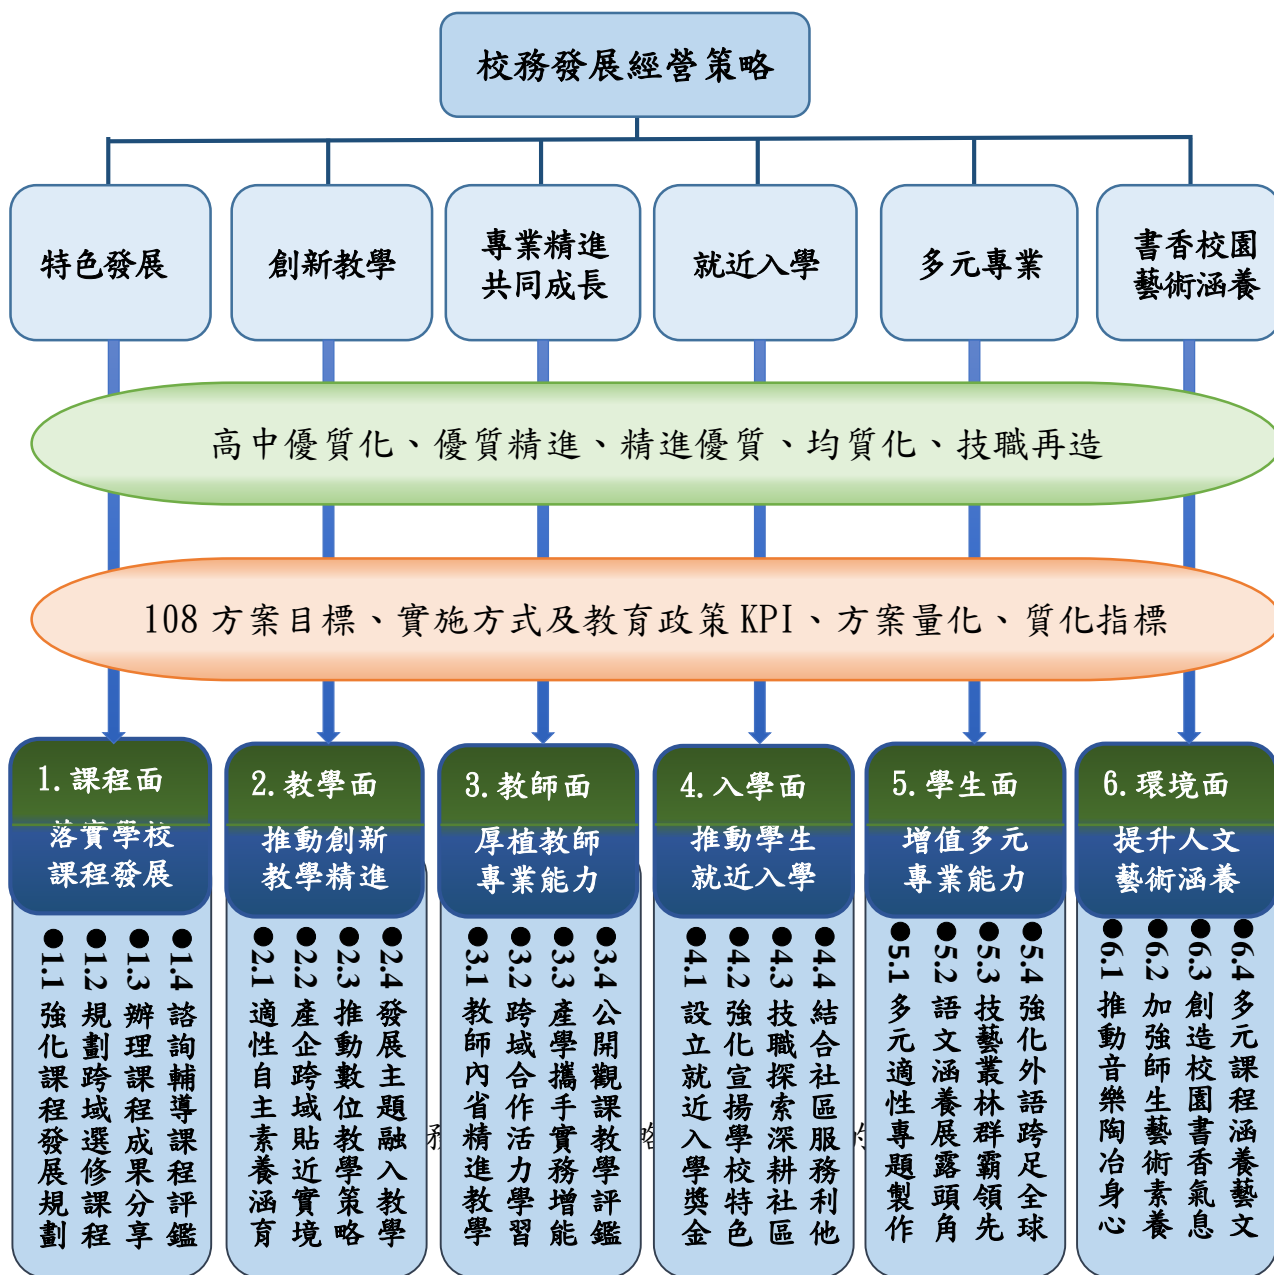 校務發展經營策略
特色發展
創新教學
專業精進
共同成長
就近入學
多元專業
書香校園
藝術涵養
高中優質化、優質精進、精進優質、均質化、技職再造
108 方案目標、實施方式及教育政策 KPI、方案量化、質化指標
1.課程面
落實學校
課程發展
2.教學面
推動創新
教學精進
3.教師面
厚植教師
專業能力
4.入學面
推動學生
就近入學
5.學生面
增值多元
專業能力
6.環境面
提升人文
藝術涵養
●1.1 強化課程發展規劃
●1.2 規劃跨域選修課程
●1.3 辦理課程成果分享
●1.4 諮詢輔導課程評鑑
●2.1 適性自主素養涵育
●2.2 產企跨域貼近實境
●2.3 推動數位教學策略
●2.4 發展主題融入教學
●3.1 教師內省精進教學
●3.2 跨域合作活力學習
●3.3 產學攜手實務增能
●3.4 公開觀課教學評鑑
●4.1 設立就近入學獎金
●4.2 強化宣揚學校特色
●4.3 技職探索深耕社區
●4.4 結合社區服務利他
●5.1 多元適性專題製作
●5.2 語文涵養展露頭角
●5.3 技藝叢林群霸領先
●5.4 強化外語跨足全球
●6.1 推動音樂陶冶身心
●6.2 加強師生藝術素養
●6.3 創造校園書香氣息
●6.4 多元課程涵養藝文